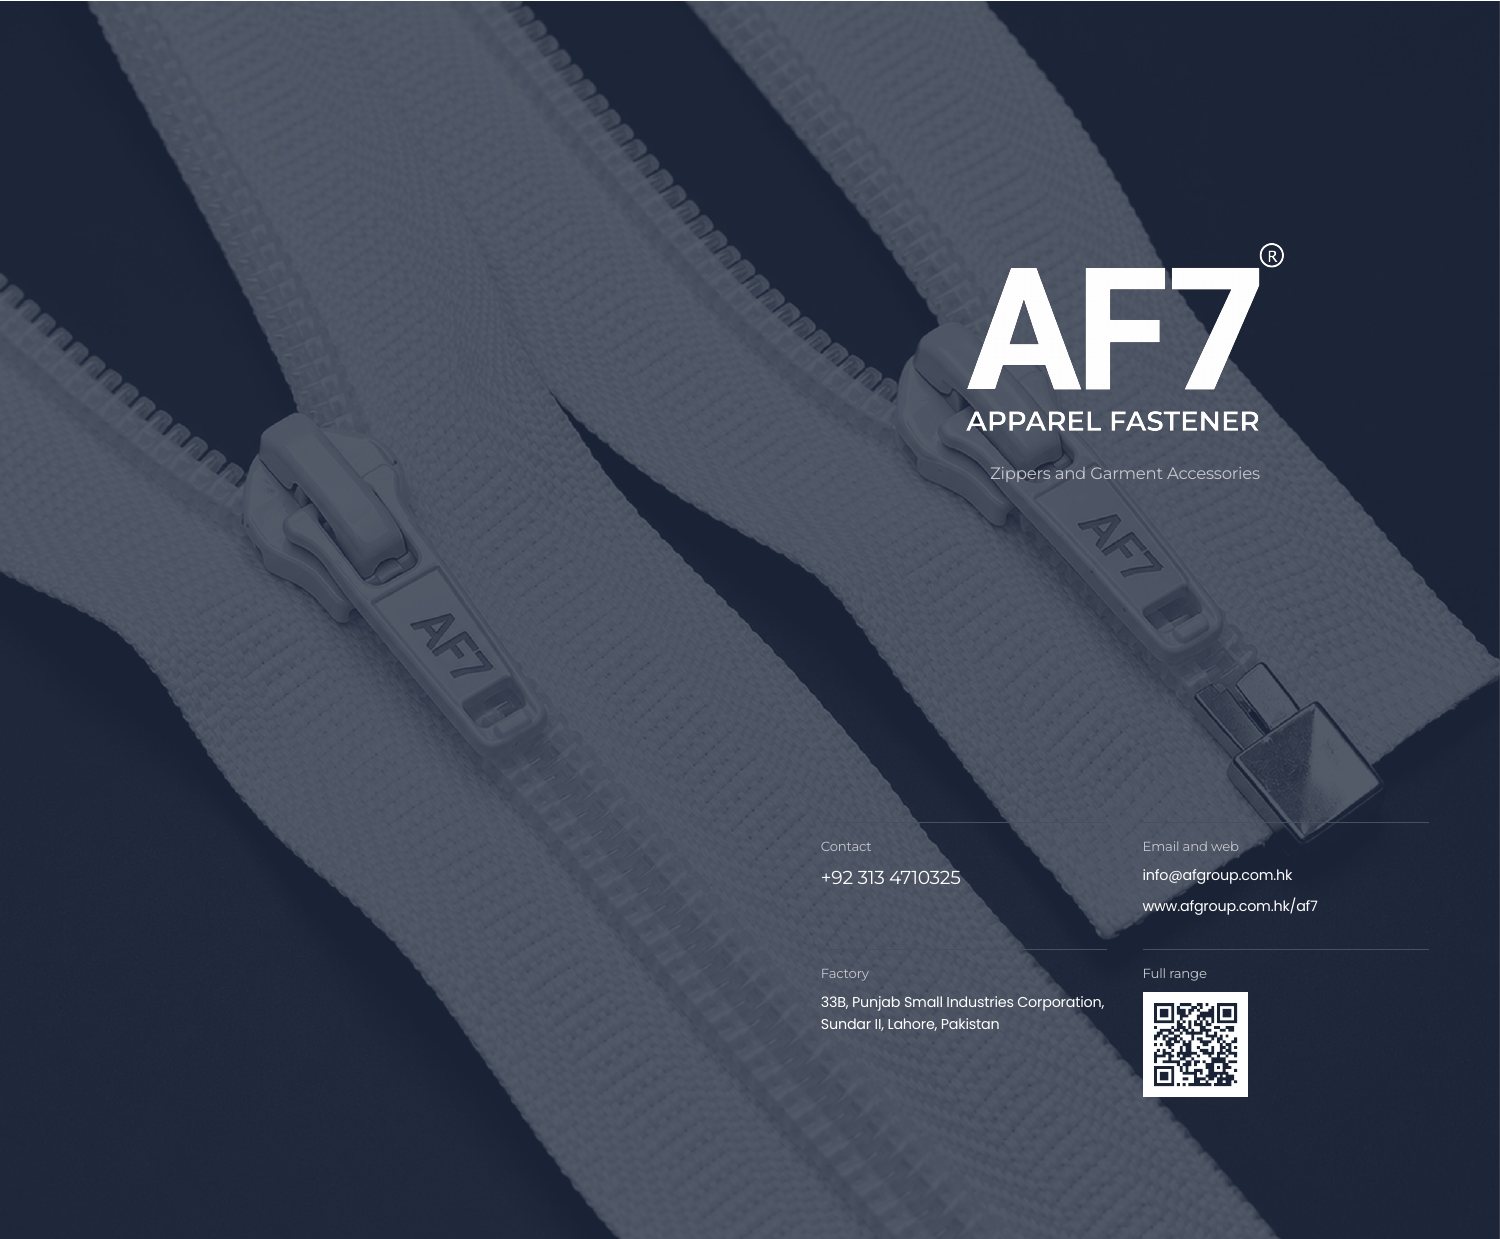 AF7®
APPAREL FASTENER
Zippers and Garment Accessories
AF7
AF7
Contact
+92 313 4710325
Email and web
info@afgroup.com.hk
www.afgroup.com.hk/af7
Factory
33B, Punjab Small Industries Corporation,
Sundar II, Lahore, Pakistan
Full range